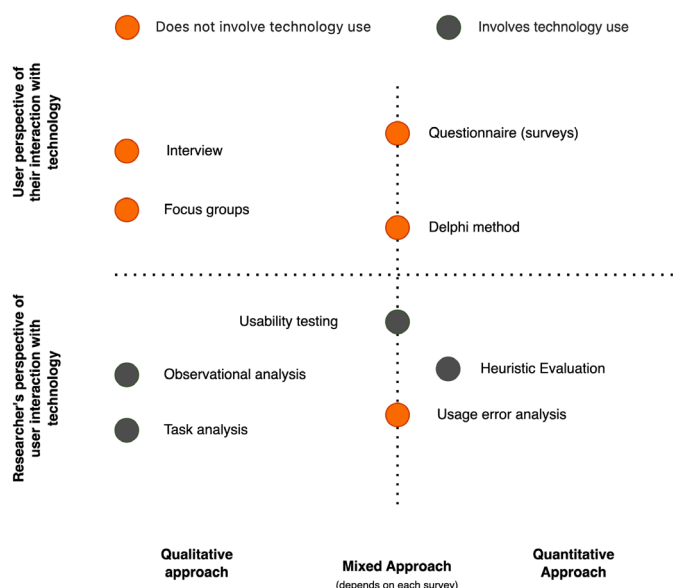 Does not involve technology use
Involves technology use
User perspective of
their interaction with
technology
Interview
Questionnaire (surveys)
Focus groups
Delphi method
Researcher's perspective of
user interaction with
technology
Usability testing
Observational analysis
Heuristic Evaluation
Usage error analysis
Task analysis
Qualitative
approach
Mixed Approach
(depends on each survey)
Quantitative
Approach